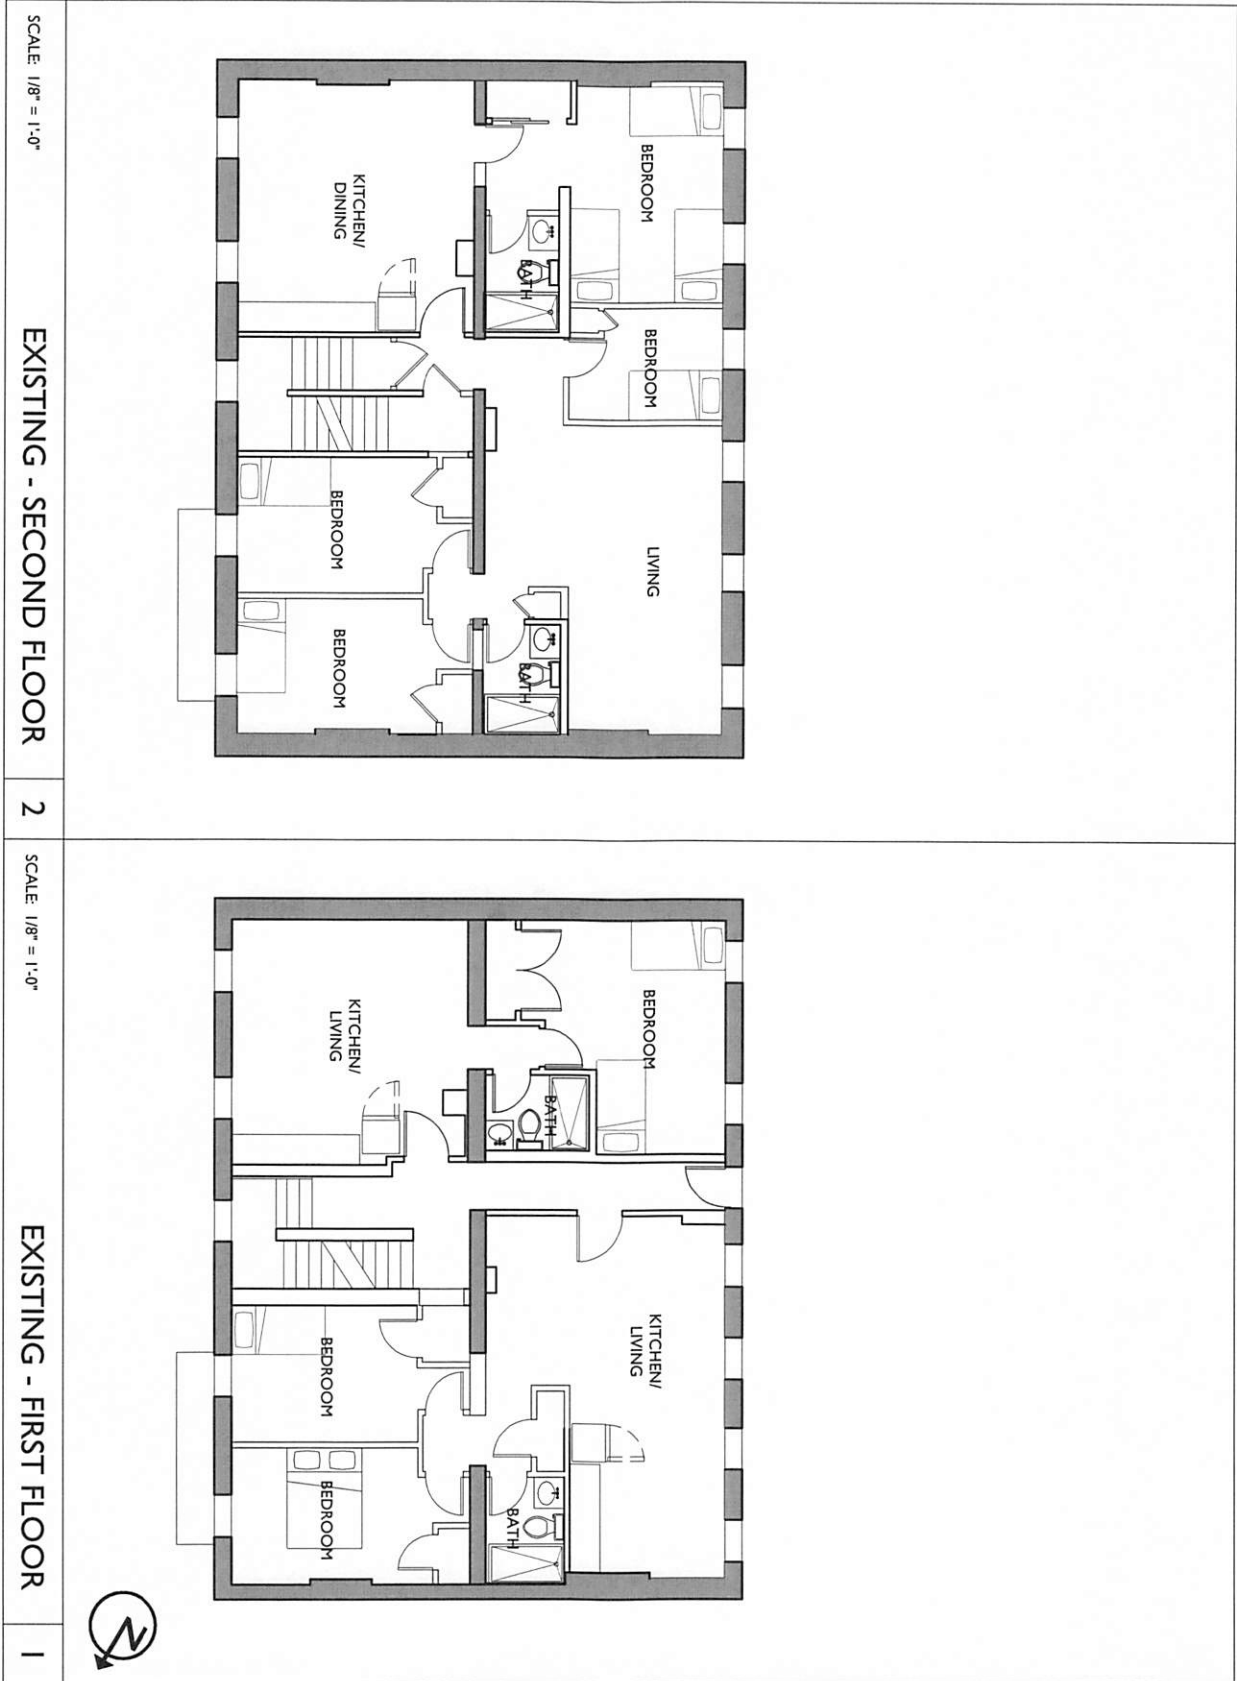 KITCHEN/
DINING
BEDROOM
BATH
BEDROOM
LIVING
BEDROOM
BEDROOM
BATH
SCALE: 1/8" = 1'-0"
EXISTING - SECOND FLOOR
2
KITCHEN/
LIVING
BEDROOM
BATH
KITCHEN/
LIVING
BEDROOM
BEDROOM
BATH
N
SCALE: 1/8" = 1'-0"
EXISTING - FIRST FLOOR
1